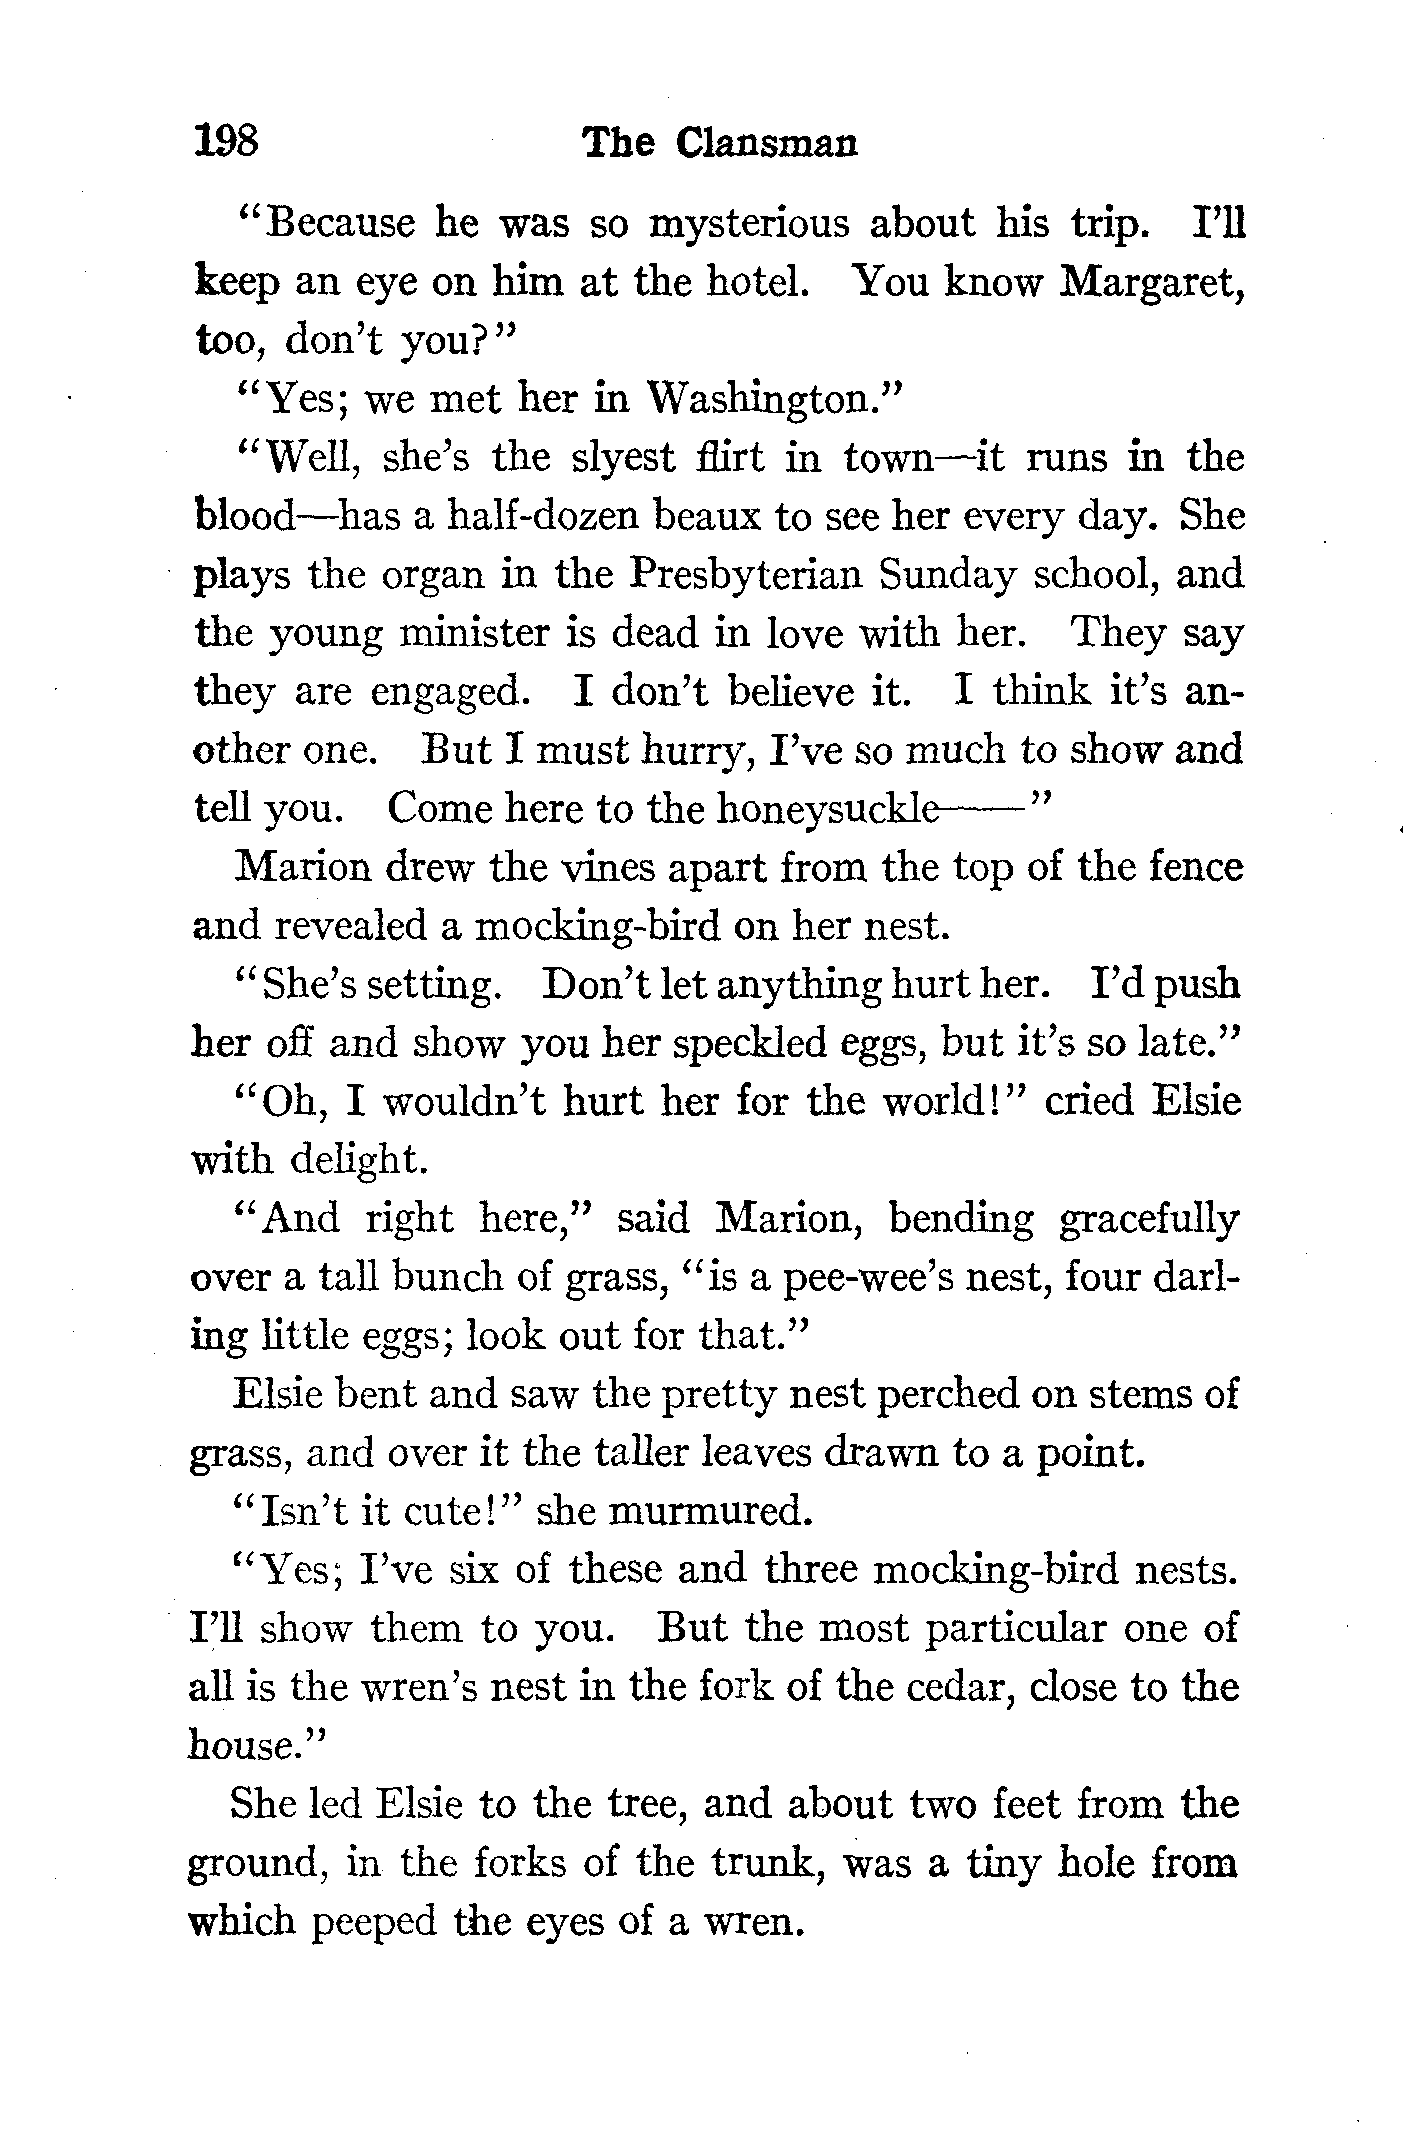 198 The Clansman
“Because he was so mysterious about his trip. I’ll
keep an eye on him at the hotel. You know Margaret,
too, don’t you?”
“Yes; we met her in Washington.”
“Well, she’s the slyest flirt in town—it runs in the
blood—has a half-dozen beaux to see her every day. She
plays the organ in the Presbyterian Sunday school, and
the young minister is dead in love with her. They say
they are engaged. I don’t believe it. I think it’s an-
other one. But I must hurry, I’ve so much to show and
tell you. Come here to the honeysuckle——”
Marion drew the vines apart from the top of the fence
and revealed a mocking-bird on her nest.
“She’s setting. Don’t let anything hurt her. I’d push
her off and show you her speckled eggs, but it’s so late.”
“Oh, I wouldn’t hurt her for the world!” cried Elsie
with delight.
“And right here,” said Marion, bending gracefully
over a tall bunch of grass, “is a pee-wee’s nest, four darl-
ing little eggs; look out for that.”
Elsie bent and saw the pretty nest perched on stems of
grass, and over it the taller leaves drawn to a point.
“Isn’t it cute!” she murmured.
“Yes; I’ve six of these and three mocking-bird nests.
I’ll show them to you. But the most particular one of
all is the wren’s nest in the fork of the cedar, close to the
house.”
She led Elsie to the tree, and about two feet from the
ground, in the forks of the trunk, was a tiny hole from
which peeped the eyes of a wren.